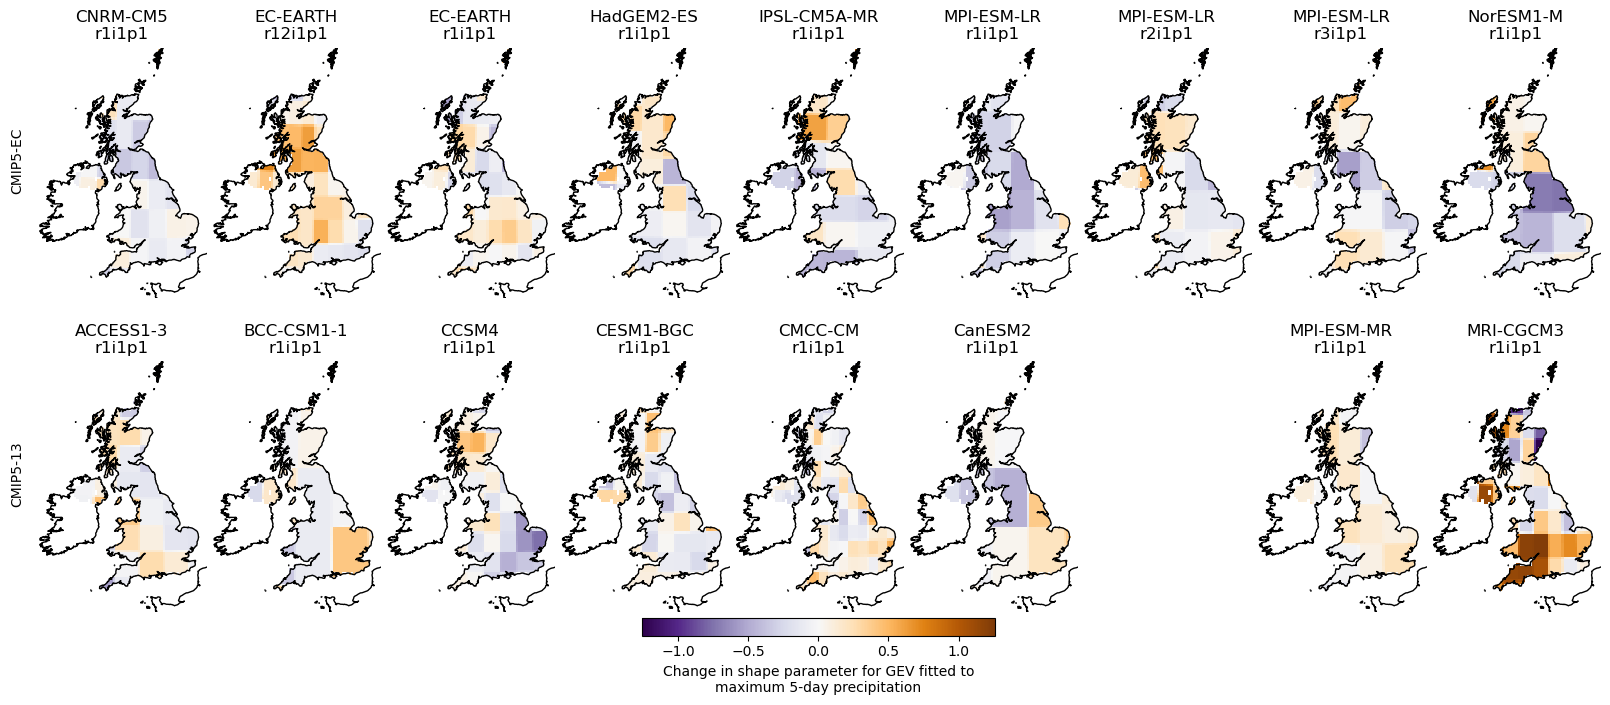 CNRM-CM5
r1i1p1
EC-EARTH
r12i1p1
EC-EARTH
r1i1p1
HadGEM2-ES
r1i1p1
IPSL-CM5A-MR
r1i1p1
MPI-ESM-LR
r1i1p1
MPI-ESM-LR
r2i1p1
MPI-ESM-LR
r3i1p1
NorESM1-M
r1i1p1
CMIP5-EC
ACCESS1-3
r1i1p1
BCC-CSM1-1
r1i1p1
CCSM4
r1i1p1
CESM1-BGC
r1i1p1
CMCC-CM
r1i1p1
CanESM2
r1i1p1
MPI-ESM-MR
r1i1p1
MRI-CGCM3
r1i1p1
CMIP5-13
−1.0 −0.5 0.0 0.5 1.0
Change in shape parameter for GEV fitted to
maximum 5-day precipitation